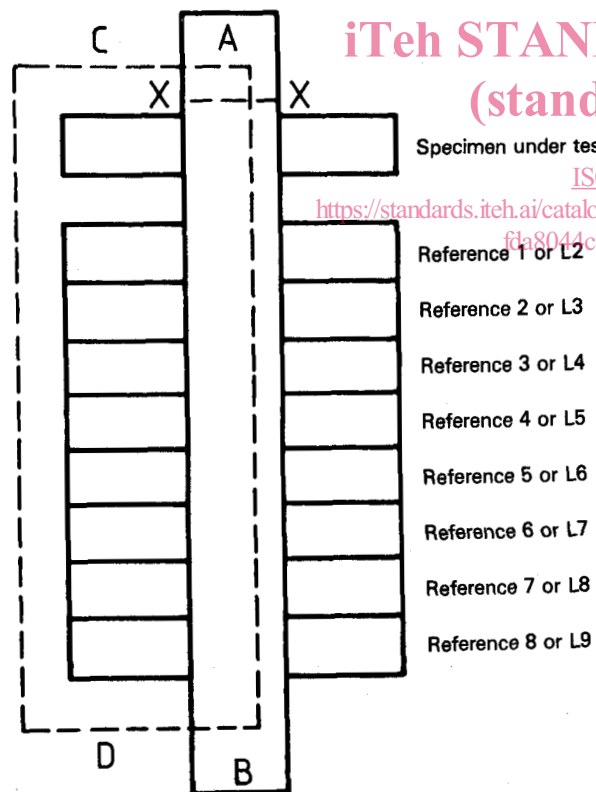 C A
iTeh STAN
X X
(stand
Specimen under tes
ISO
https://standards.iteh.ai/catalo
fda8044c
Reference 1 or L2
Reference 2 or L3
Reference 3 or L4
Reference 4 or L5
Reference 5 or L6
Reference 6 or L7
Reference 7 or L8
Reference 8 or L9
D
B